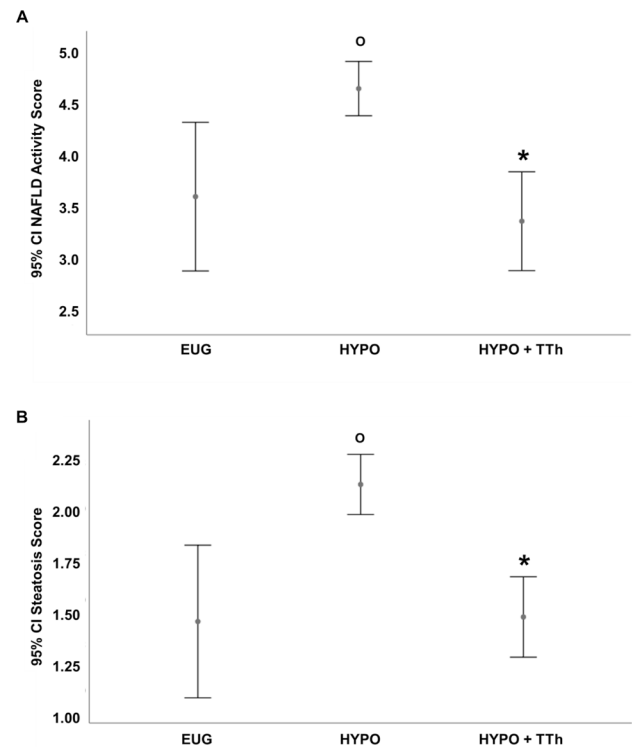 A
95% CI NAFLD Activity Score
5.0
4.5
4.0
3.5
3.0
2.5
o
*
EUG HYPO HYPO + TTh
B
95% CI Steatosis Score
2.25
2.00
1.75
1.50
1.25
1.00
o
*
EUG HYPO HYPO + TTh